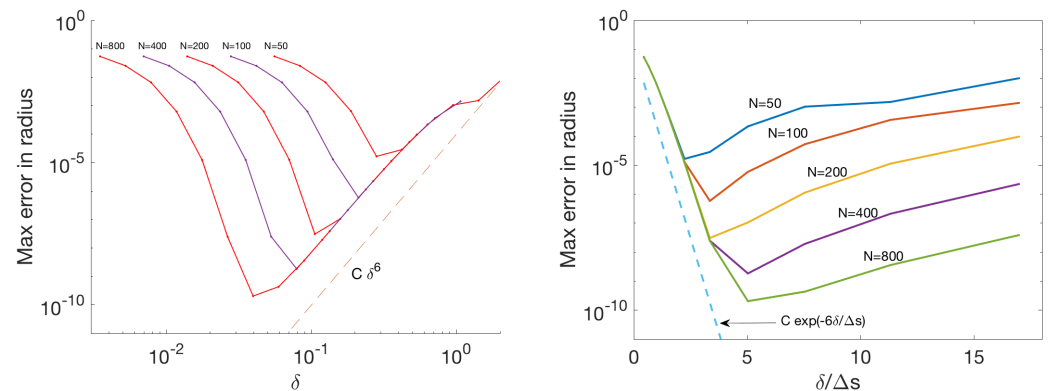 10^0
N=800 N=400 N=200 N=100 N=50
10^-5
10^-10
C δ^6
10^-2 10^-1 10^0
δ
Max error in radius
10^0
N=50
N=100
10^-5
N=200
N=400
N=800
10^-10
C exp(-6δ/Δs)
0 5 10 15
δ/Δs
Max error in radius